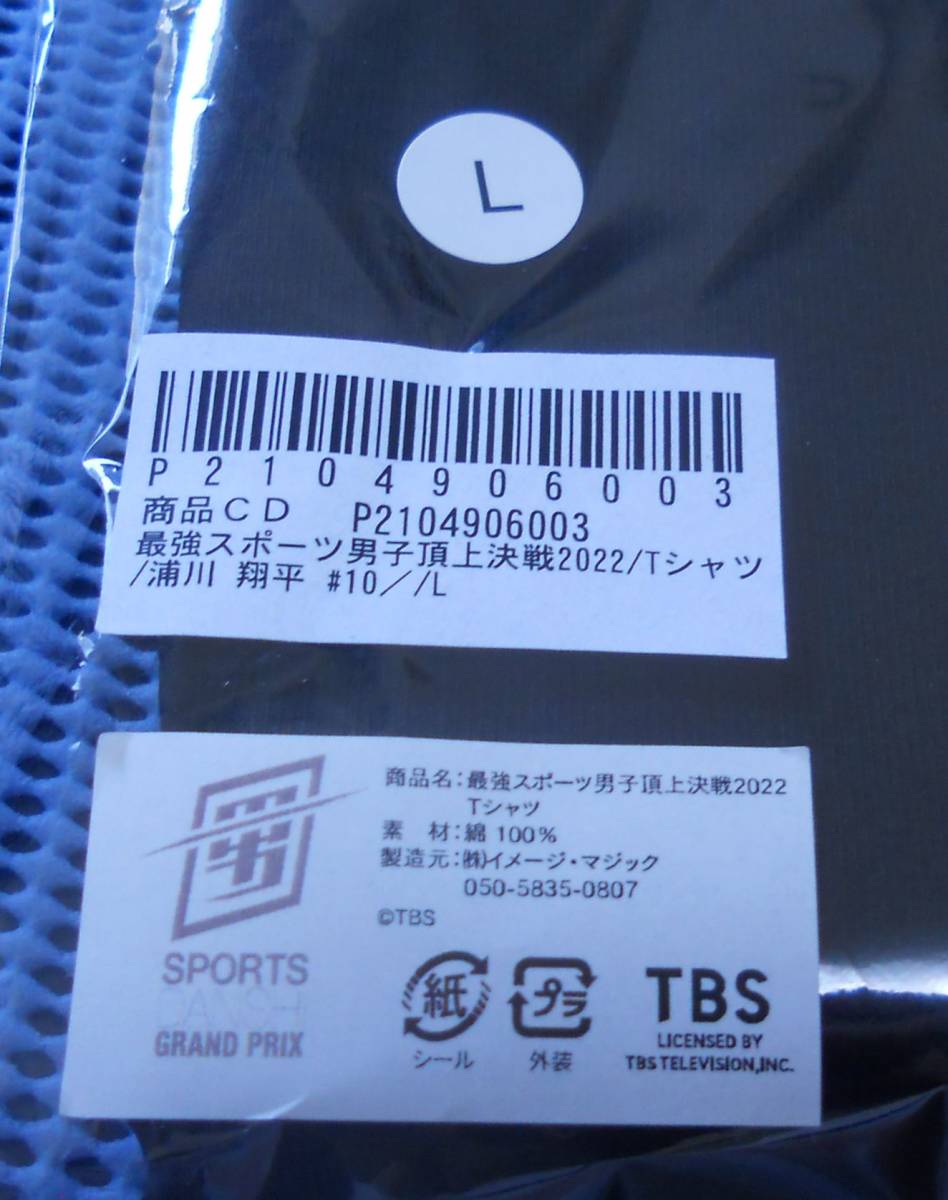 L
P2104906003
商品CD P2104906003
最強スポーツ男子頂上決戦2022/Tシャツ
/浦川 翔平 #10//L
商品名:最強スポーツ男子頂上決戦2022
Tシャツ
素 材:綿 100%
製造元:㈱イメージ・マジック
050-5835-0807
©TBS
SPORTS
DANSHI
GRAND PRIX
紙
シール
プラ
外装
TBS
LICENSED BY
TBS TELEVISION,INC.